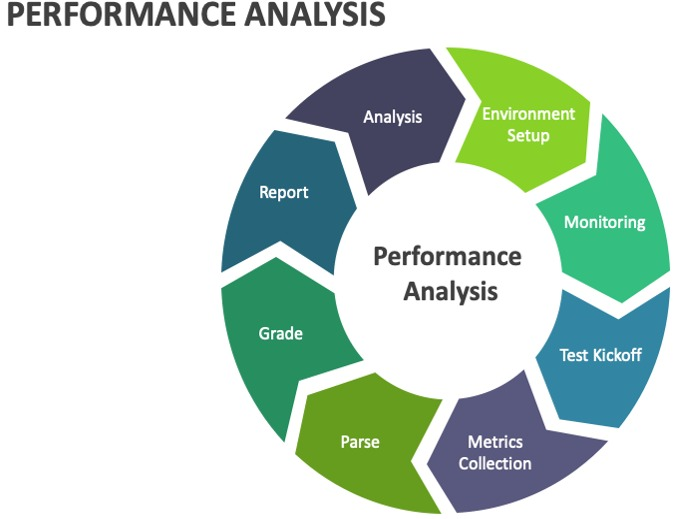 PERFORMANCE ANALYSIS
Analysis
Environment
Setup
Report
Monitoring
Performance
Analysis
Grade
Test Kickoff
Parse
Metrics
Collection